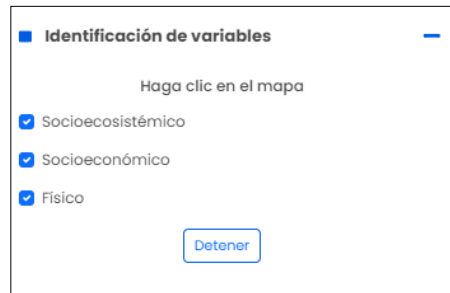 Identificación de variables
Haga clic en el mapa
Socioecosistémico
Socioeconómico
Físico
Detener